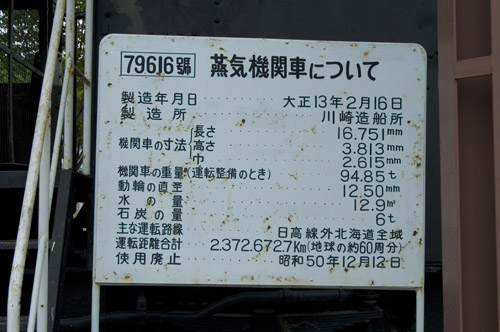 79616號 蒸気機関車について
製造年月日 大正13年2月16日
製造所 川崎造船所
長さ 16.751mm
機関車の寸法 高さ 3.813mm
巾 2.615mm
機関車の重量(運転整備のとき) 94.85t
動輪の直圣 12.50mm
水の量 12.9㎥
石炭の量 6t
主な運転路線 日高線外北海道全域
運転距離合計 2.372.672.7Km(地球の約60周分)
使用廃止 昭和50年12月12日